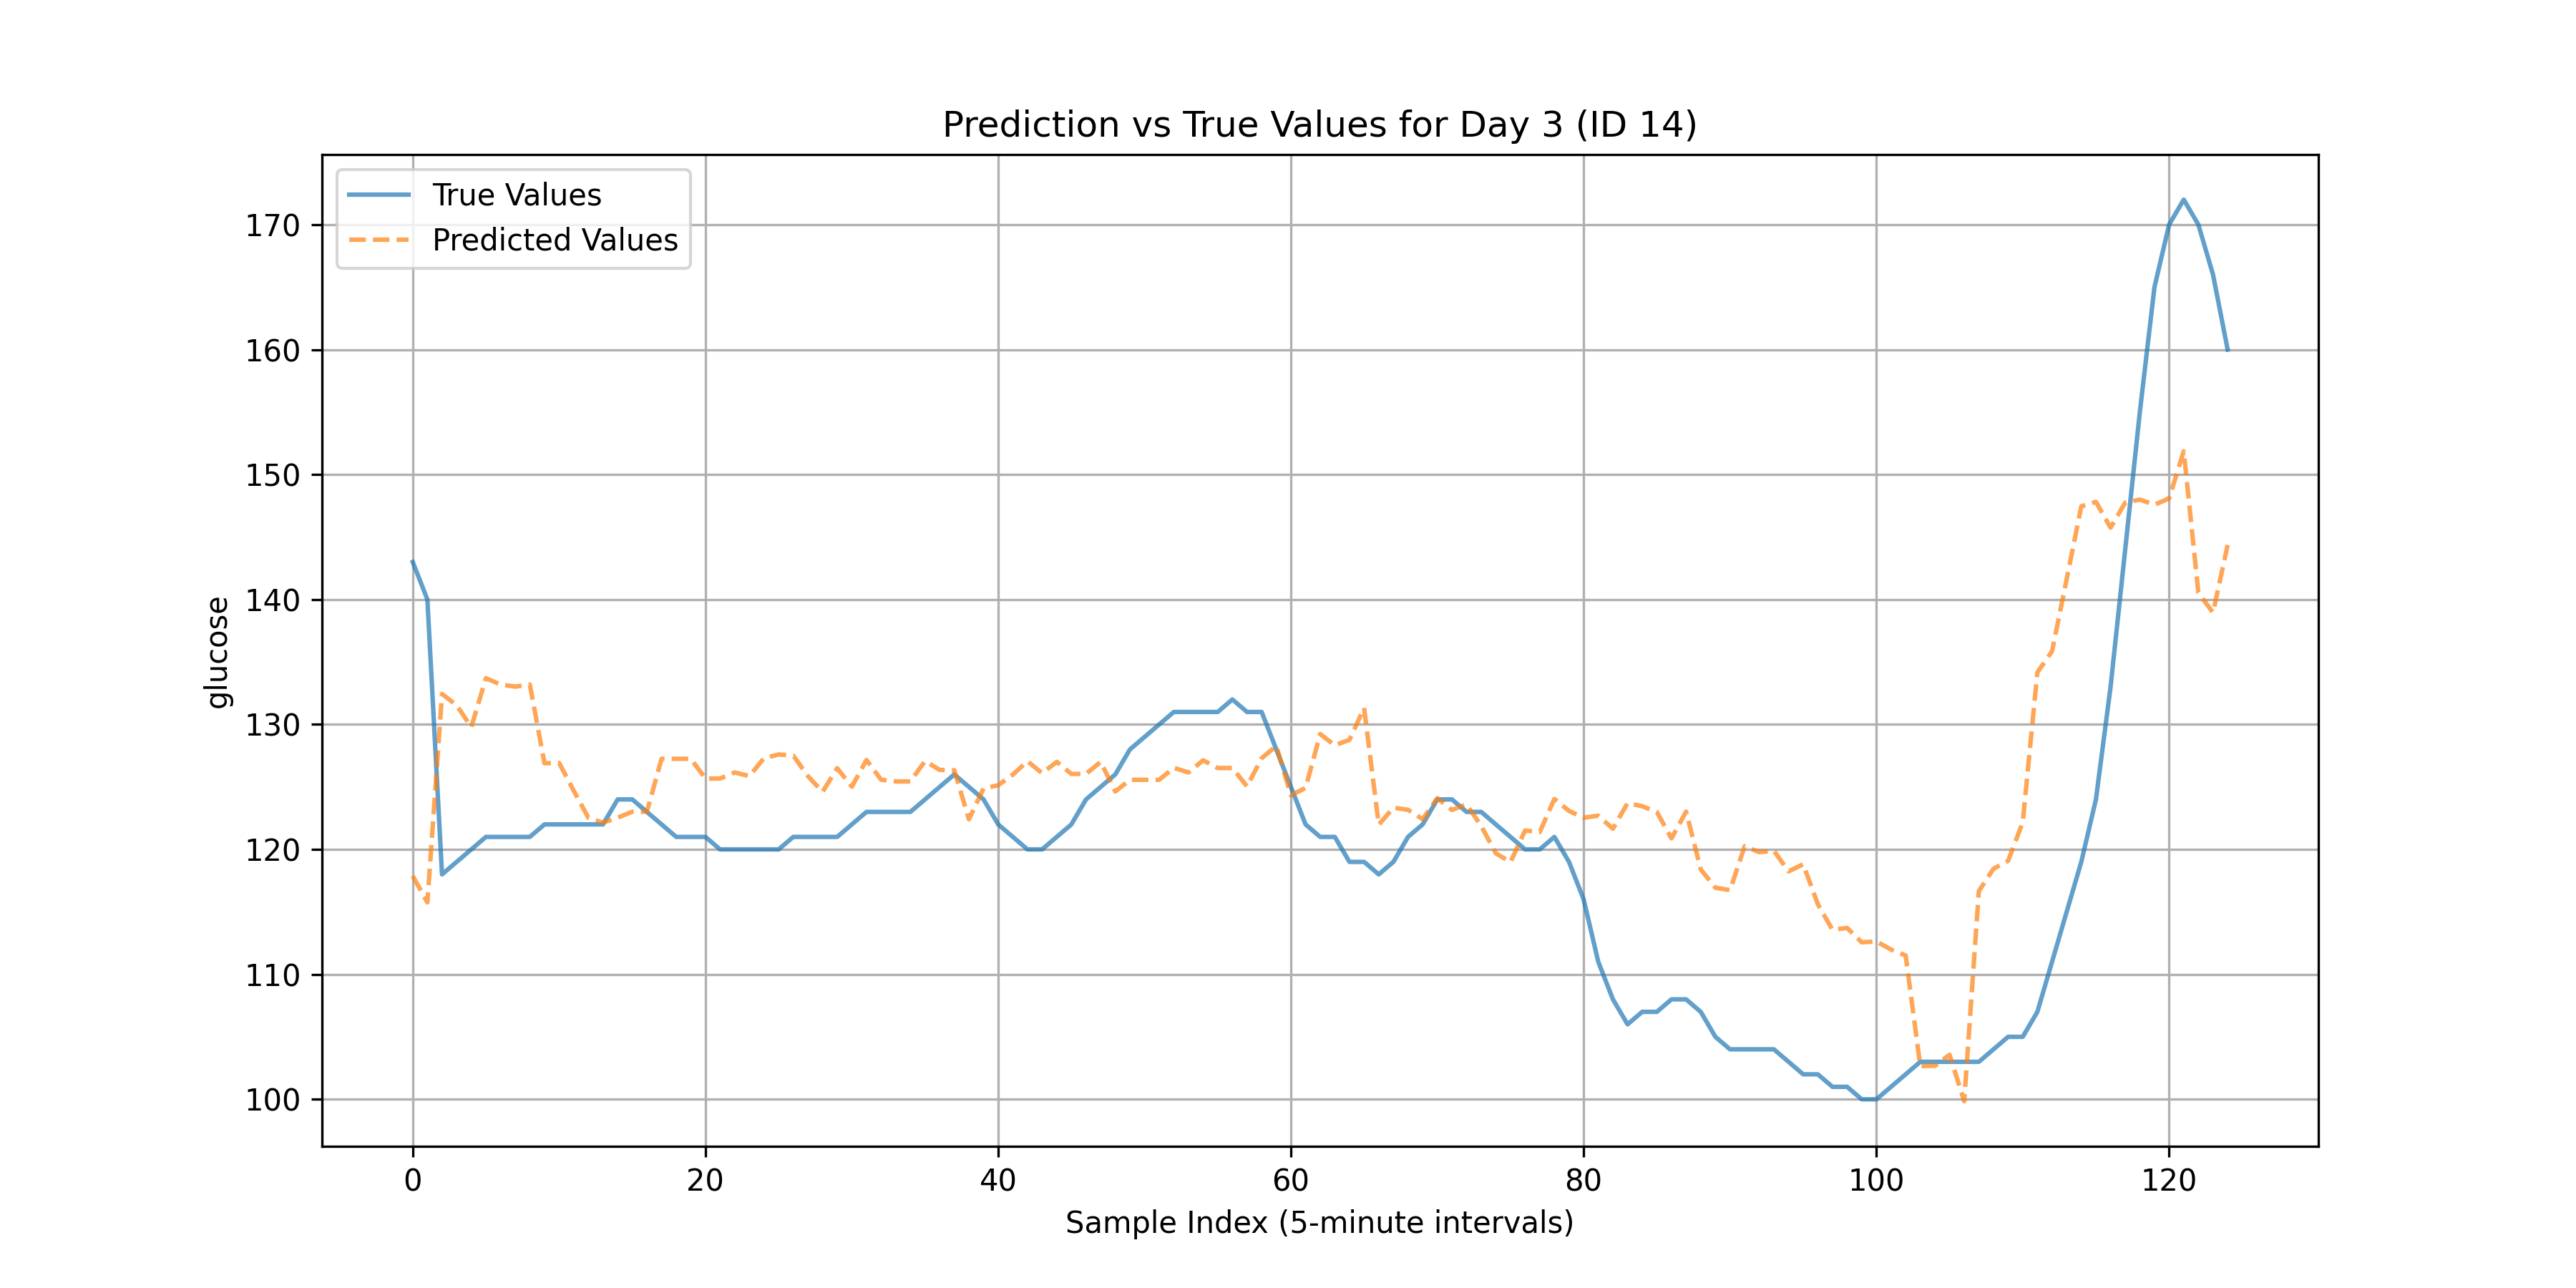 Prediction vs True Values for Day 3 (ID 14)
True Values
Predicted Values
170
160
150
140
130
120
110
100
glucose
0 20 40 60 80 100 120
Sample Index (5-minute intervals)